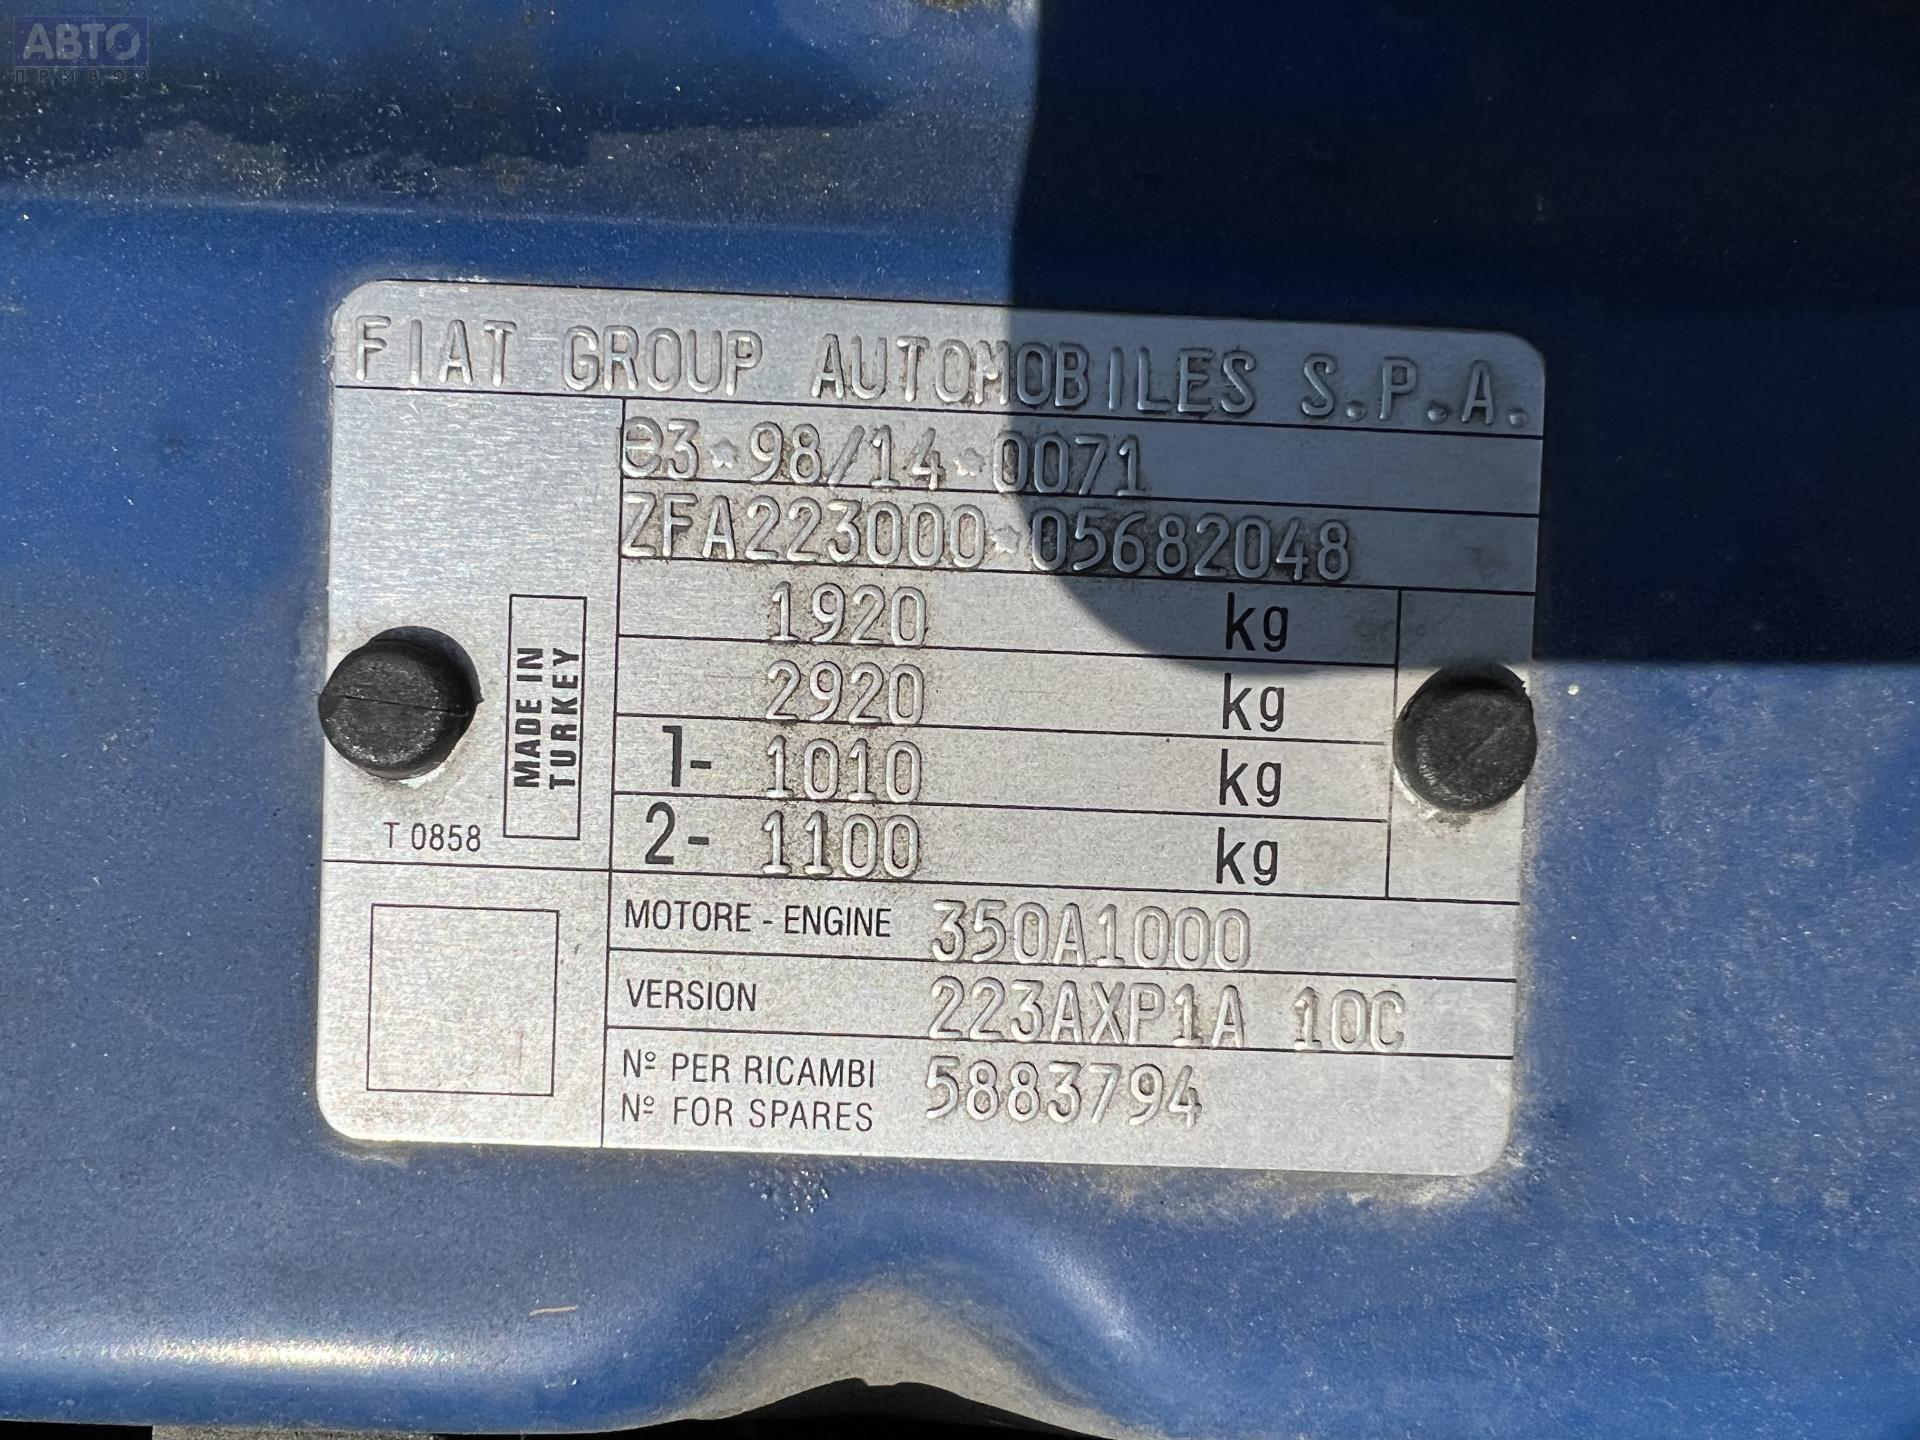 АВТО
ПРИВОЗ
FIAT GROUP AUTOMOBILES S.P.A.
e3*98/14*0071
ZFA223000*05682048
1920 kg
2920 kg
1- 1010 kg
2- 1100 kg
MADE IN
TURKEY
T 0858
MOTORE - ENGINE 350A1000
VERSION 223AXP1A 10C
Nº PER RICAMBI
Nº FOR SPARES 5883794